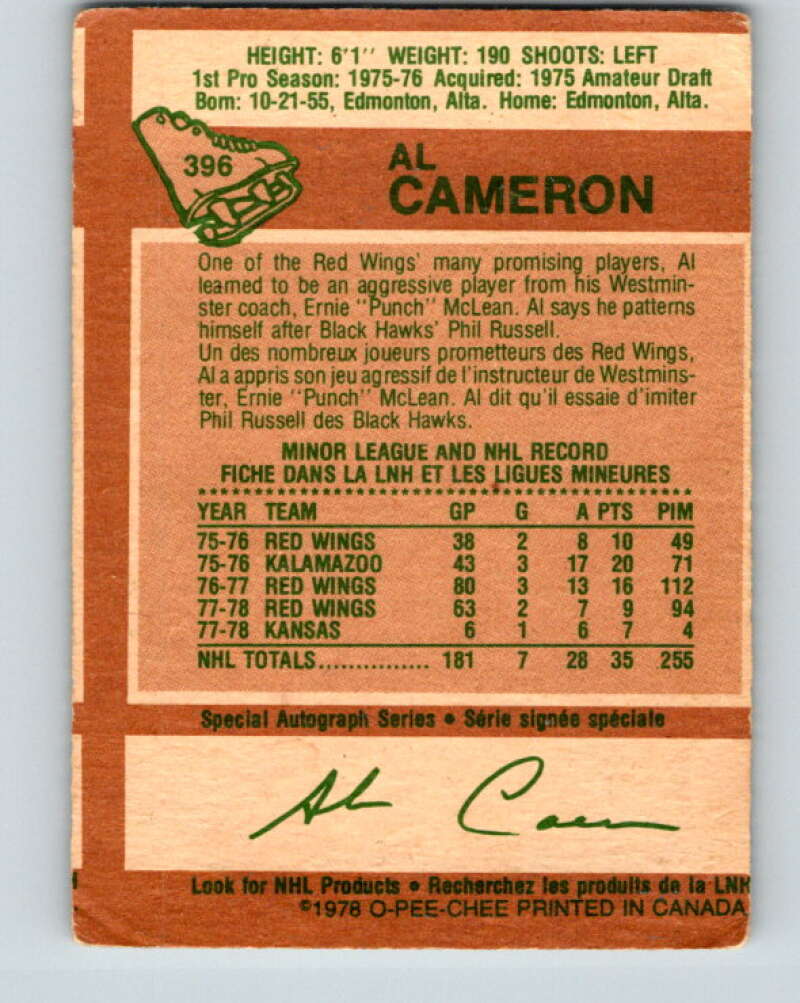 HEIGHT: 6'1'' WEIGHT: 190 SHOOTS: LEFT
1st Pro Season: 1975-76 Acquired: 1975 Amateur Draft
Born: 10-21-55, Edmonton, Alta. Home: Edmonton, Alta.
396
AL
CAMERON
One of the Red Wings' many promising players, Al
learned to be an aggressive player from his Westmin-
ster coach, Ernie "Punch" McLean. Al says he patterns
himself after Black Hawks' Phil Russell.
Un des nombreux joueurs prometteurs des Red Wings,
Al a appris son jeu agressif de l'instructeur de Westmins-
ter, Ernie "Punch" McLean. Al dit qu'il essaie d'imiter
Phil Russell des Black Hawks.
MINOR LEAGUE AND NHL RECORD
FICHE DANS LA LNH ET LES LIGUES MINEURES
YEAR TEAM GP G A PTS PIM
75-76 RED WINGS 38 2 8 10 49
75-76 KALAMAZOO 43 3 17 20 71
76-77 RED WINGS 80 3 13 16 112
77-78 RED WINGS 63 2 7 9 94
77-78 KANSAS 6 1 6 7 4
NHL TOTALS............... 181 7 28 35 255
Special Autograph Series • Série signée spéciale
Al Cameron
Look for NHL Products • Recherchez les produits de la LNH
©1978 O-PEE-CHEE PRINTED IN CANADA